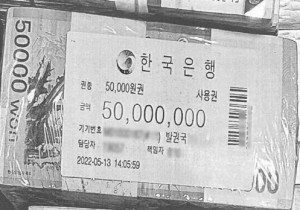 50000 won
한국은행
권종 50,000원권
사용권
금액 50,000,000
기기번호 발권국
담당자 책임자
2022-05-13 14:05:59
00